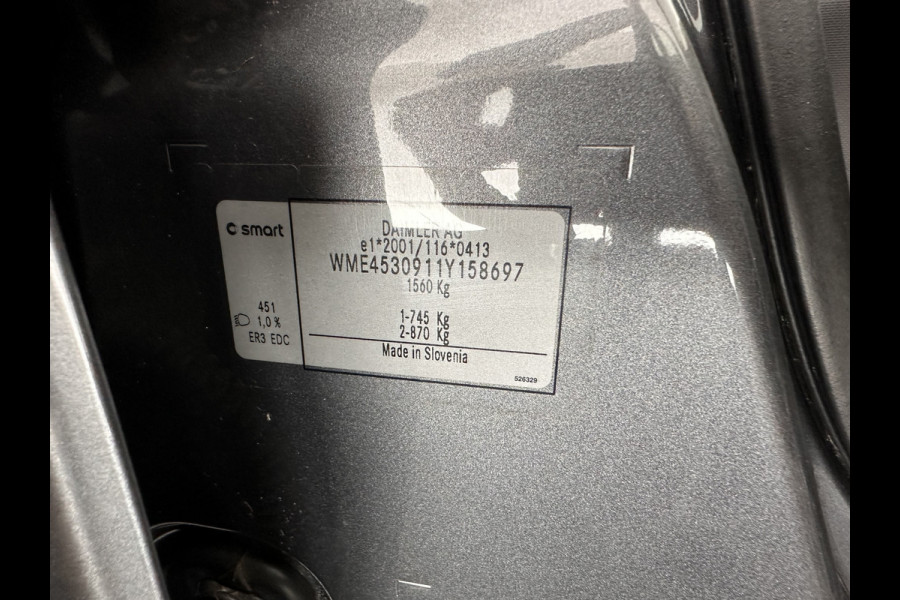 smart
451
1,0%
ER3 EDC
DAIMLER AG
e1*2001/116*0413
WME4530911Y158697
1560 Kg
1-745 Kg
2-870 Kg
Made in Slovenia
526329